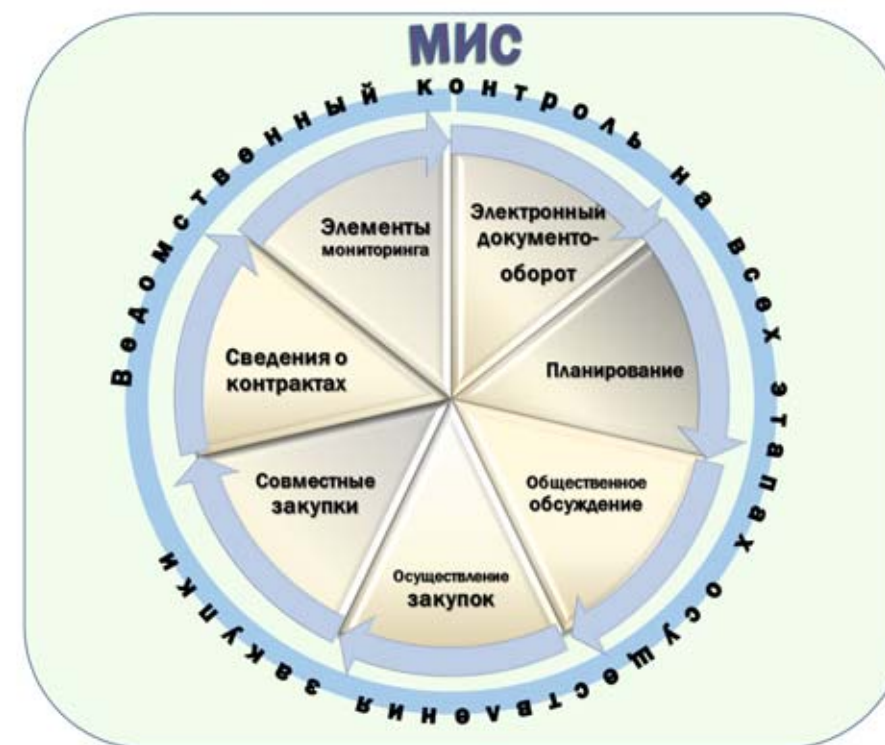 МИС
Ведомственный контроль на всех этапах осуществления закупки
Электронный
документо-
оборот
Планирование
Общественное
обсуждение
Осуществление
закупок
Совместные
закупки
Сведения о
контрактах
Элементы
мониторинга